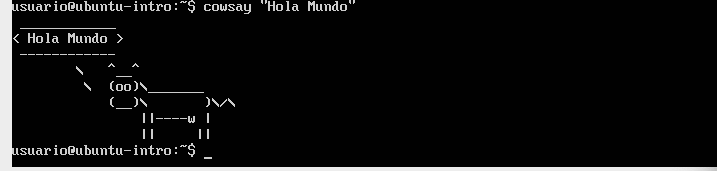 usuario@ubuntu-intro:~$ cowsay "Hola Mundo"
 ____________
< Hola Mundo >
 ------------
        \   ^__^
         \  (oo)\_______
            (__)\       )\/\
                ||----w |
                ||     ||
usuario@ubuntu-intro:~$ _